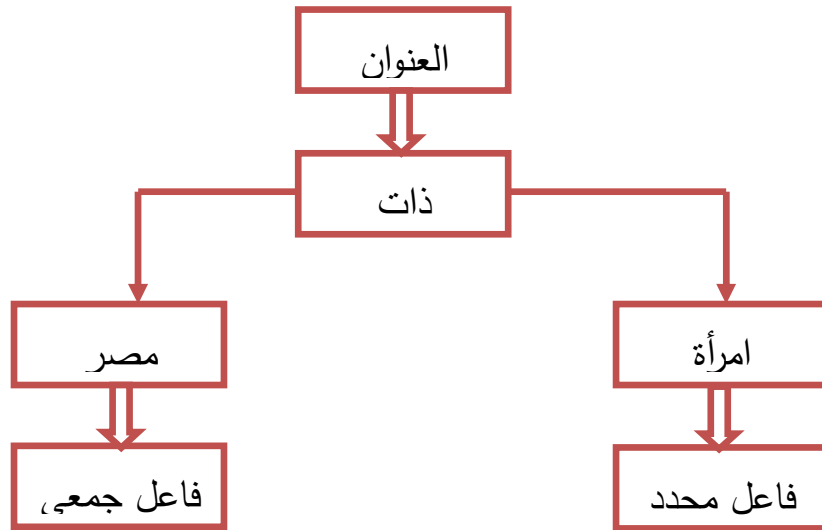 العنوان
ذات
امرأة
مصر
فاعل محدد
فاعل جمعي